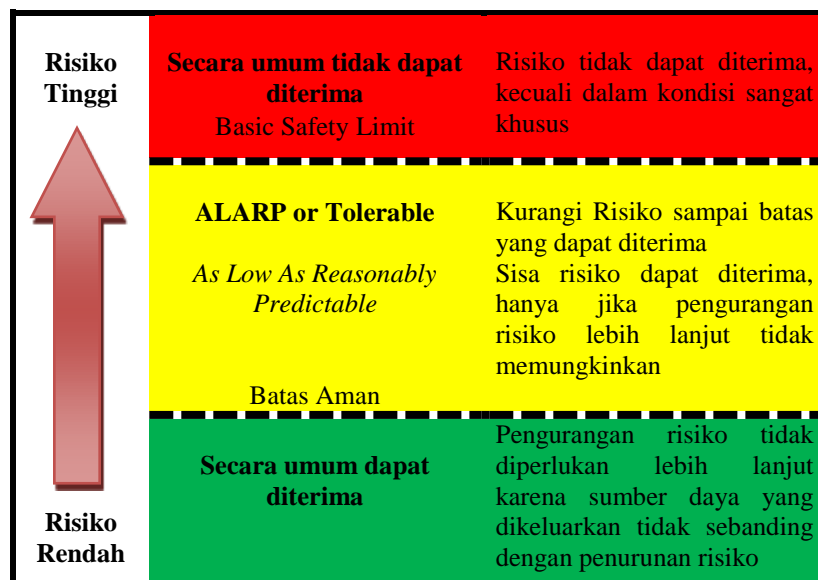 Risiko
Tinggi
Secara umum tidak dapat
diterima
Basic Safety Limit
Risiko tidak dapat diterima,
kecuali dalam kondisi sangat
khusus
ALARP or Tolerable
As Low As Reasonably
Predictable
Batas Aman
Kurangi Risiko sampai batas
yang dapat diterima
Sisa risiko dapat diterima,
hanya jika pengurangan
risiko lebih lanjut tidak
memungkinkan
Secara umum dapat
diterima
Pengurangan risiko tidak
diperlukan lebih lanjut
karena sumber daya yang
dikeluarkan tidak sebanding
dengan penurunan risiko
Risiko
Rendah